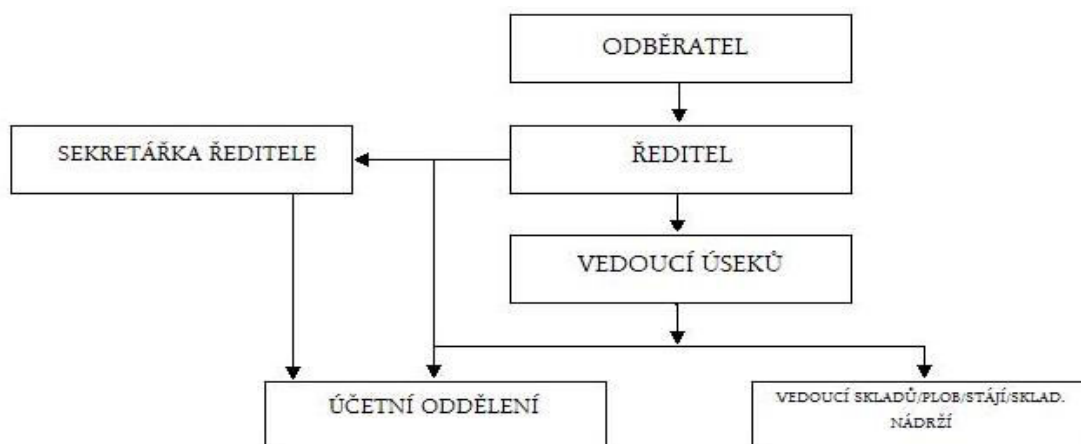 ODBĚRATEL
SEKRETÁŘKA ŘEDITELE
ŘEDITEL
VEDOUCÍ ÚSEKŮ
ÚČETNÍ ODDĚLENÍ
VEDOUCÍ SKLADŮ/PLOB/STÁJÍ/SKLAD.
NÁDRŽÍ